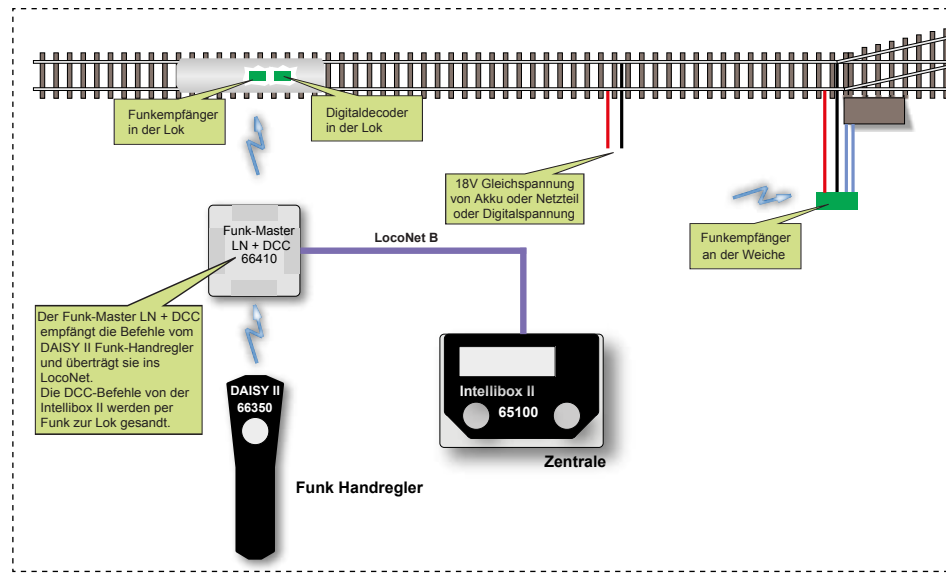 Funkempfänger
in der Lok
Digitaldecoder
in der Lok
18V Gleichspannung
von Akku oder Netzteil
oder Digitalspannung
Funkempfänger
an der Weiche
Funk-Master
LN + DCC
66410
LocoNet B
Der Funk-Master LN + DCC
empfängt die Befehle vom
DAISY II Funk-Handregler
und überträgt sie ins
LocoNet.
Die DCC-Befehle von der
Intellibox II werden per
Funk zur Lok gesandt.
DAISY II
66350
Intellibox II
65100
Zentrale
Funk Handregler